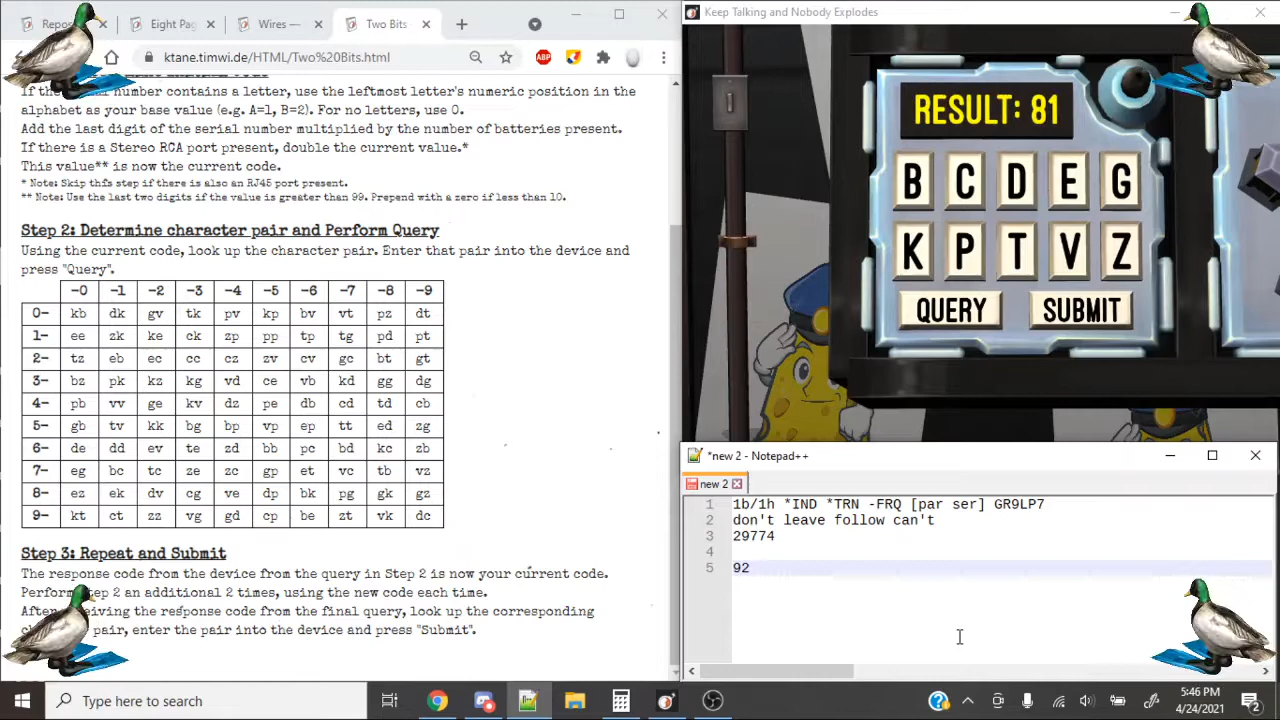 Repos
Eight Pag
Wires —
Two Bits
Keep Talking and Nobody Explodes
ktane.timwi.de/HTML/Two%20Bits.html
ABP
If the number contains a letter, use the leftmost letter's numeric position in the
alphabet as your base value (e.g. A=1, B=2). For no letters, use 0.
Add the last digit of the serial number multiplied by the number of batteries present.
If there is a Stereo RCA port present, double the current value.*
This value** is now the current code.
* Note: Skip this step if there is also an RJ45 port present.
** Note: Use the last two digits if the value is greater than 99. Prepend with a zero if less than 10.
Step 2: Determine character pair and Perform Query
Using the current code, look up the character pair. Enter that pair into the device and
press "Query".
-0 -1 -2 -3 -4 -5 -6 -7 -8 -9
0- kb dk gv tk pv kp bv vt pz dt
1- ee zk ke ck zp pp tp tg pd pt
2- tz eb ec cc cz zv cv gc bt gt
3- bz pk kz kg vd ce vb kd gg dg
4- pb vv ge kv dz pe db cd td cb
5- gb tv kk bg bp vp ep tt ed zg
6- de dd ev te zd bb pc bd kc zb
7- eg bc tc ze zc gp et vc tb vz
8- ez ek dv cg ve dp bk pg gk gz
9- kt ct zz vg gd cp be zt vk dc
Step 3: Repeat and Submit
The response code from the device from the query in Step 2 is now your current code.
Perform step 2 an additional 2 times, using the new code each time.
After receiving the response code from the final query, look up the corresponding
pair, enter the pair into the device and press "Submit".
RESULT: 81
B C D E G
K P T V Z
QUERY SUBMIT
*new 2 - Notepad++
new 2
1 1b/1h *IND *TRN -FRQ [par ser] GR9LP7
2 don't leave follow can't
3 29774
4
5 92
Type here to search
5:46 PM
4/24/2021
2